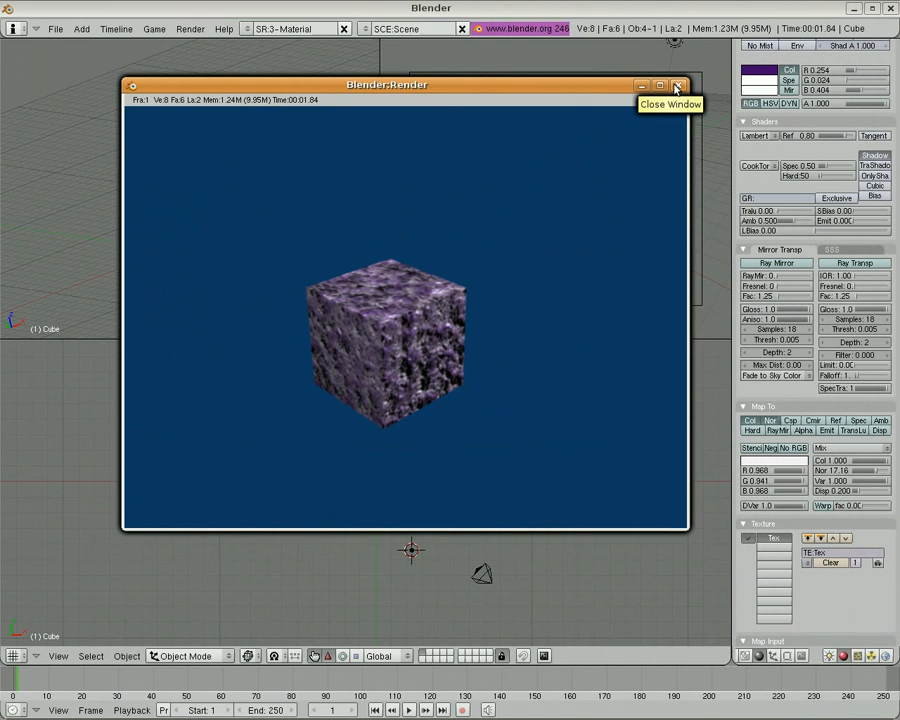 Blender
File Add Timeline Game Render Help SR:3-Material SCE:Scene www.blender.org 246 Ve:8 | Fa:6 | Ob:4-1 | La:2 | Mem:1.23M (9.95M) | Time:00:01.84 | Cube
No Mist Env Shad A 1.000
Blender:Render
Close Window
Fra:1 Ve:8 Fa:6 La:2 Mem:1.24M (9.95M) Time:00:01.84
Col R 0.254
Spe G 0.024
Mir B 0.404
RGB HSV DYN A 1.000
Shaders
Lambert Ref 0.80 Tangent
Shadow
CookTor Spec 0.50 TraShado
Hard:50 OnlySha
Cubic
GR: Exclusive Bias
Tralu 0.00 SBias 0.00
Amb 0.500 Emit 0.000
LBias 0.00
Mirror Transp SSS
Ray Mirror Ray Transp
RayMir: 0. IOR: 1.00
Fresnel: 0. Fresnel: 0.
Fac: 1.25 Fac: 1.25
Gloss: 1.0 Gloss: 1.0
Aniso: 1.0 Samples: 18
Samples: 18 Thresh: 0.005
Thresh: 0.005
Depth: 2 Depth: 2
Filter: 0.000
Max Dist: 0.00 Limit: 0.00
Fade to Sky Color Falloff: 1.
SpecTra: 1
Map To
Col Nor Csp Cmir Ref Spec Amb
Hard RayMir Alpha Emit TransLu Disp
Stenci Neg No RGB Mix
Col 1.000
R 0.968 Nor 17.16
G 0.941 Var 1.000
B 0.968 Disp 0.200
DVar 1.0 Warp fac 0.00
Texture
Tex
TE:Tex
Clear 1
Map Input
(1) Cube
(1) Cube
View Select Object Object Mode Global
0 10 20 30 40 50 60 70 80 90 100 110 120 130 140 150 160 170 180 190 200 210 220 230 240 250
View Frame Playback Pr Start: 1 End: 250 1